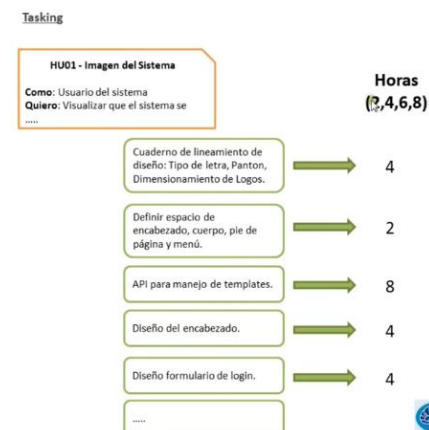 Tasking
HU01 - Imagen del Sistema
Como: Usuario del sistema
Quiero: Visualizar que el sistema se
.....
Horas
(2,4,6,8)
Cuaderno de lineamiento de
diseño: Tipo de letra, Panton,
Dimensionamiento de Logos.
4
Definir espacio de
encabezado, cuerpo, pie de
página y menú.
2
API para manejo de templates.
8
Diseño del encabezado.
4
Diseño formulario de login.
4
.....